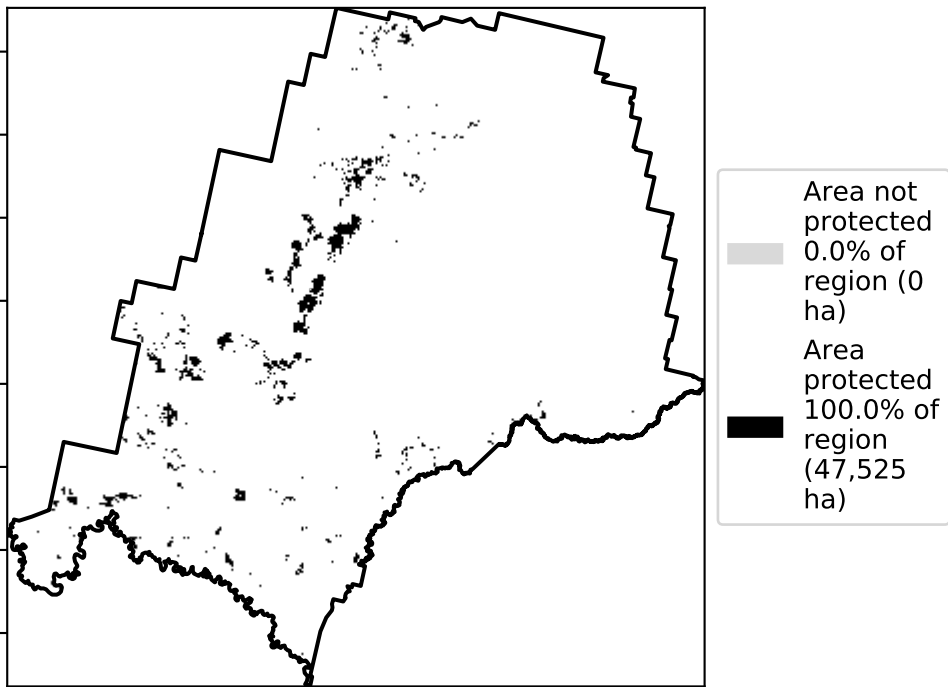 Area not
protected
0.0% of
region (0
ha)
Area
protected
100.0% of
region
(47,525
ha)